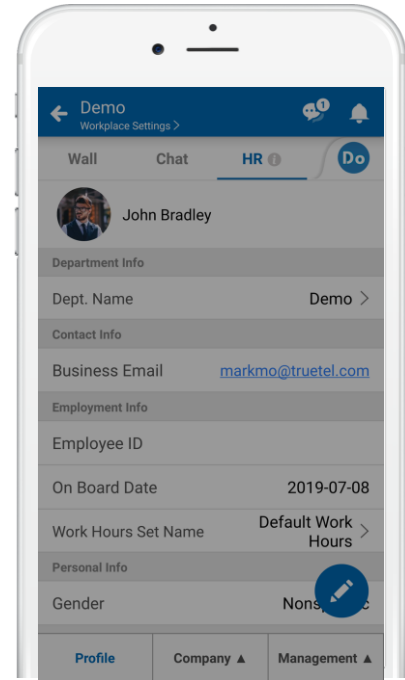 Demo
Workplace Settings >
1
Wall Chat HR i Do
John Bradley
Department Info
Dept. Name Demo >
Contact Info
Business Email markmo@truetel.com
Employment Info
Employee ID
On Board Date 2019-07-08
Work Hours Set Name Default Work
Hours >
Personal Info
Gender
Profile Company ▲ Management ▲